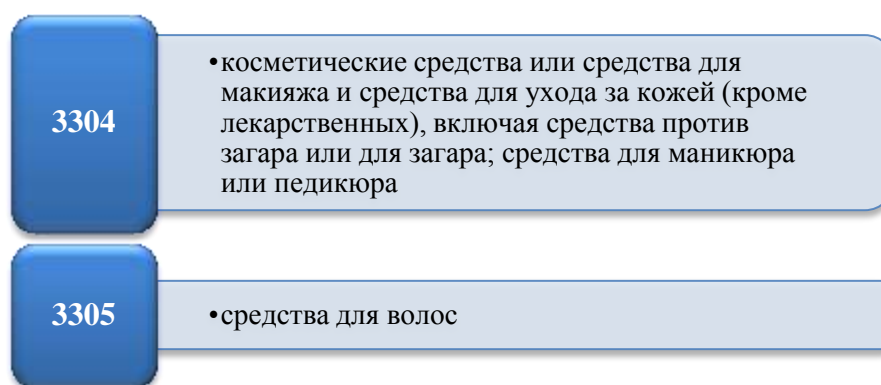 3304
•косметические средства или средства для
макияжа и средства для ухода за кожей (кроме
лекарственных), включая средства против
загара или для загара; средства для маникюра
или педикюра
3305
•средства для волос